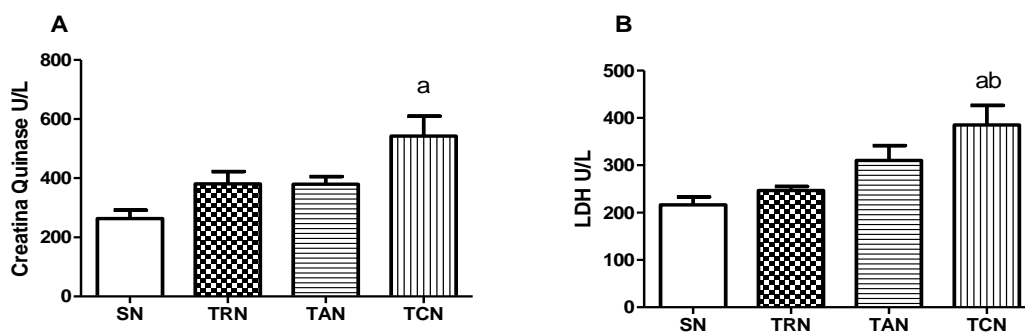 A
Creatina Quinase U/L
800
600
400
200
0
a
SN
TRN
TAN
TCN
B
LDH U/L
500
400
300
200
100
0
ab
SN
TRN
TAN
TCN